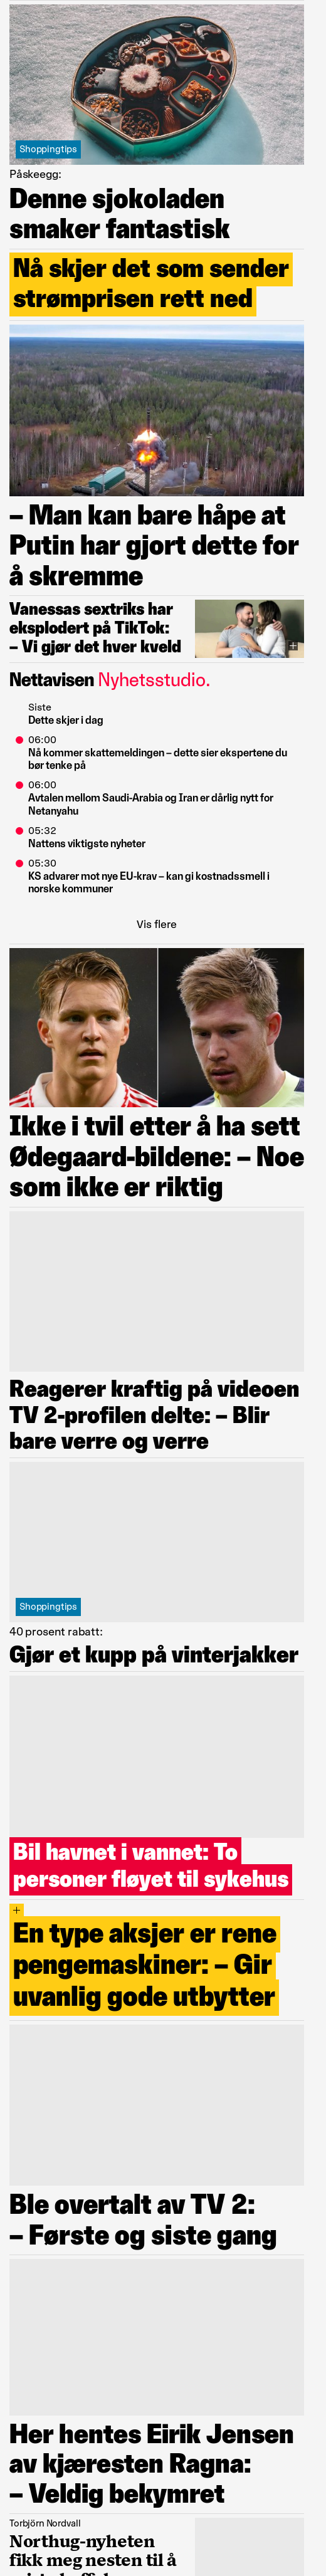 Shoppingtips
Påskeegg:
Denne sjokoladen
smaker fantastisk
Nå skjer det som sender
strømprisen rett ned
– Man kan bare håpe at
Putin har gjort dette for
å skremme
Vanessas sextriks har
eksplodert på TikTok:
– Vi gjør det hver kveld
Nettavisen Nyhetsstudio.
Siste
Dette skjer i dag
06:00
Nå kommer skattemeldingen – dette sier ekspertene du
bør tenke på
06:00
Avtalen mellom Saudi-Arabia og Iran er dårlig nytt for
Netanyahu
05:32
Nattens viktigste nyheter
05:30
KS advarer mot nye EU-krav – kan gi kostnadssmell i
norske kommuner
Vis flere
Ikke i tvil etter å ha sett
Ødegaard-bildene: – Noe
som ikke er riktig
Reagerer kraftig på videoen
TV 2-profilen delte: – Blir
bare verre og verre
Shoppingtips
40 prosent rabatt:
Gjør et kupp på vinterjakker
Bil havnet i vannet: To
personer fløyet til sykehus
En type aksjer er rene
pengemaskiner: – Gir
uvanlig gode utbytter
Ble overtalt av TV 2:
– Første og siste gang
Her hentes Eirik Jensen
av kjæresten Ragna:
– Veldig bekymret
Torbjörn Nordvall
Northug-nyheten
fikk meg nesten til å